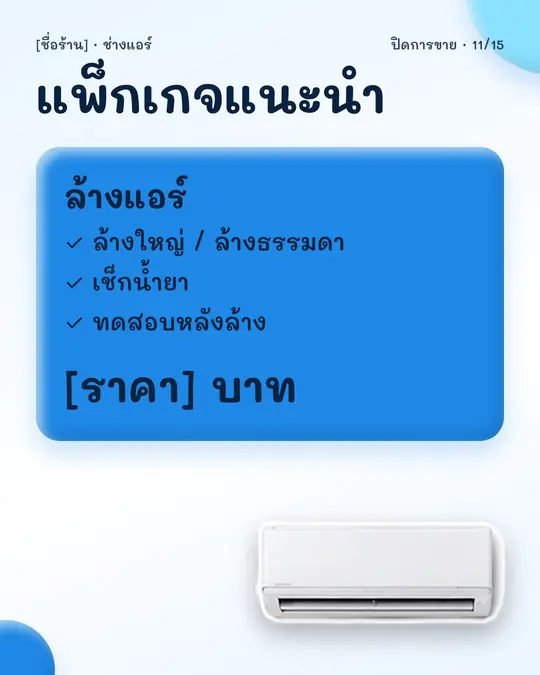 [ชื่อร้าน] · ช่างแอร์
ปิดการขาย · 11/15
แพ็กเกจแนะนำ
ล้างแอร์
✓ ล้างใหญ่ / ล้างธรรมดา
✓ เช็กน้ำยา
✓ ทดสอบหลังล้าง
[ราคา] บาท